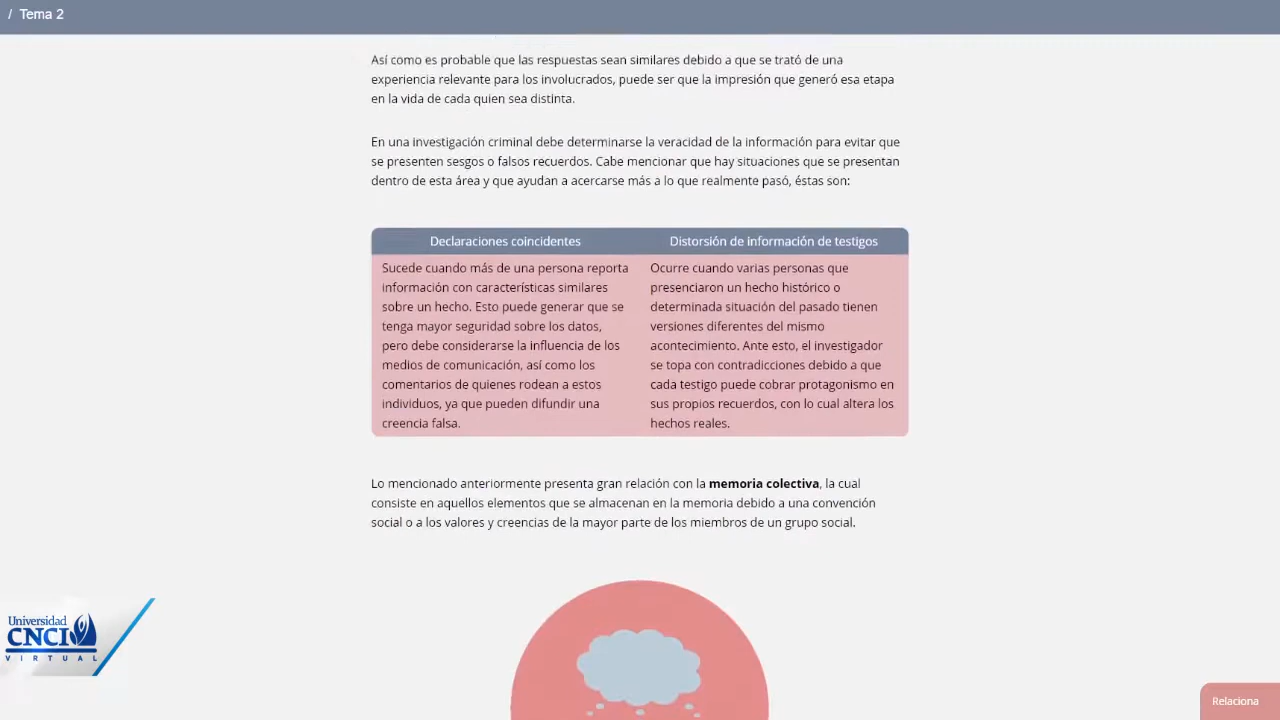 / Tema 2
Así como es probable que las respuestas sean similares debido a que se trató de una
experiencia relevante para los involucrados, puede ser que la impresión que generó esa etapa
en la vida de cada quien sea distinta.
En una investigación criminal debe determinarse la veracidad de la información para evitar que
se presenten sesgos o falsos recuerdos. Cabe mencionar que hay situaciones que se presentan
dentro de esta área y que ayudan a acercarse más a lo que realmente pasó, éstas son:
Declaraciones coincidentes
Sucede cuando más de una persona reporta
información con características similares
sobre un hecho. Esto puede generar que se
tenga mayor seguridad sobre los datos,
pero debe considerarse la influencia de los
medios de comunicación, así como los
comentarios de quienes rodean a estos
individuos, ya que pueden difundir una
creencia falsa.
Distorsión de información de testigos
Ocurre cuando varias personas que
presenciaron un hecho histórico o
determinada situación del pasado tienen
versiones diferentes del mismo
acontecimiento. Ante esto, el investigador
se topa con contradicciones debido a que
cada testigo puede cobrar protagonismo en
sus propios recuerdos, con lo cual altera los
hechos reales.
Lo mencionado anteriormente presenta gran relación con la memoria colectiva, la cual
consiste en aquellos elementos que se almacenan en la memoria debido a una convención
social o a los valores y creencias de la mayor parte de los miembros de un grupo social.
Universidad
CNCI
VIRTUAL
Relaciona